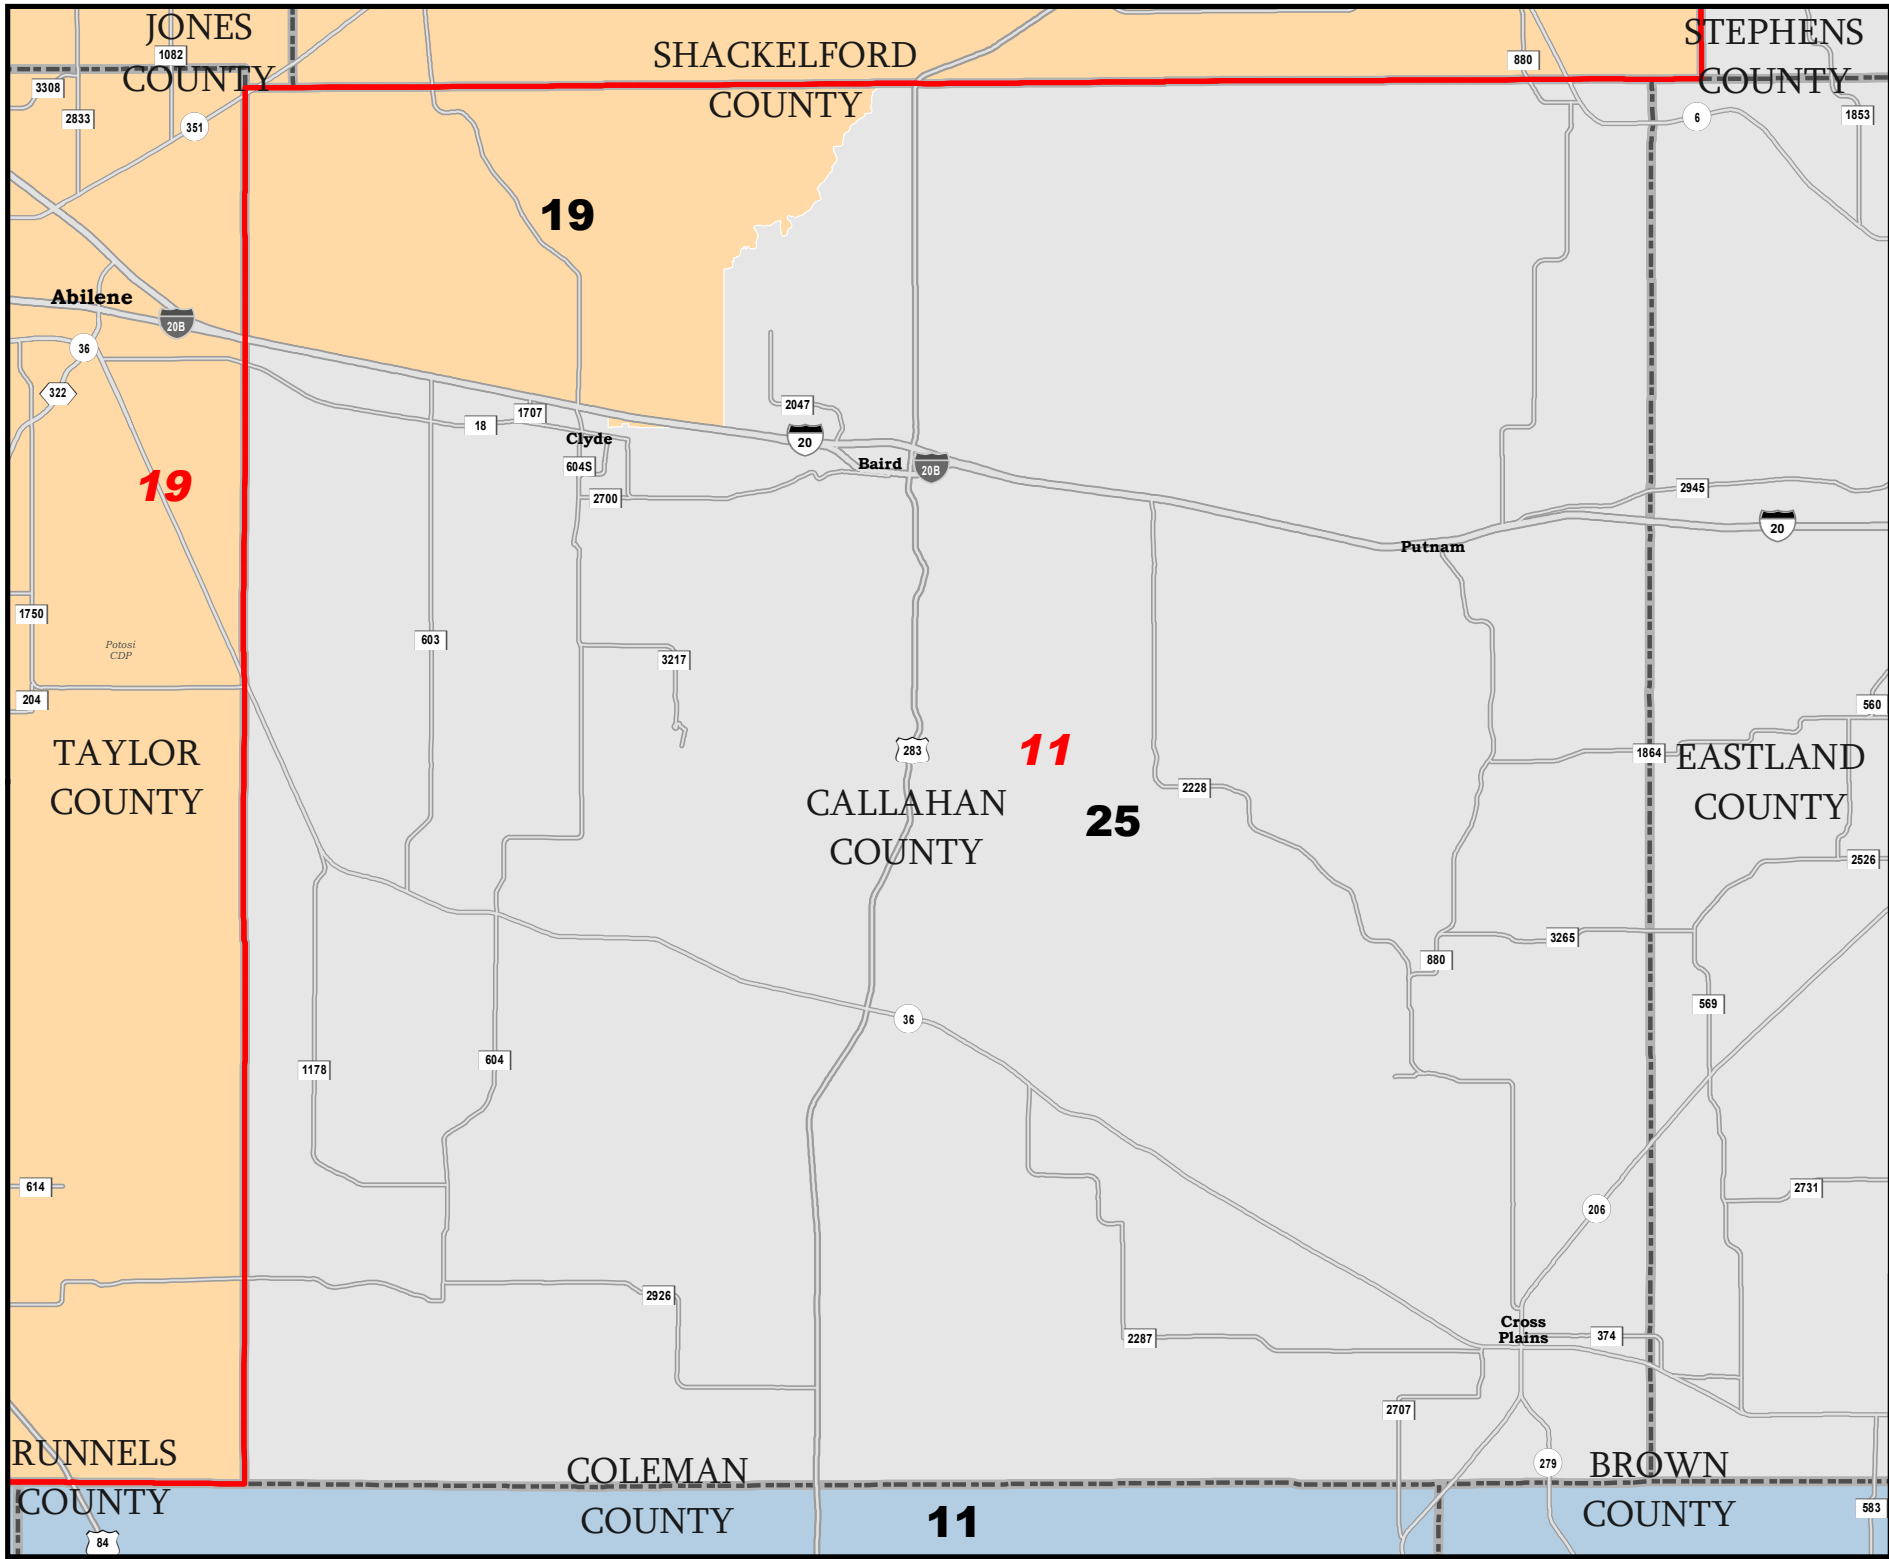 JONES
COUNTY
SHACKELFORD
COUNTY
STEPHENS
COUNTY
1082
3308
2833
351
880
6
1853
19
Abilene
20B
36
322
18
1707
2047
20
Clyde
604S
2700
Baird
20B
19
2945
20
Putnam
1750
Potosi
CDP
603
3217
204
560
283
11
1864
TAYLOR
COUNTY
EASTLAND
COUNTY
2228
CALLAHAN
COUNTY
25
2526
3265
880
569
36
604
1178
614
2731
206
2926
2287
Cross
Plains
374
2707
279
RUNNELS
COUNTY
COLEMAN
COUNTY
BROWN
COUNTY
11
583
84